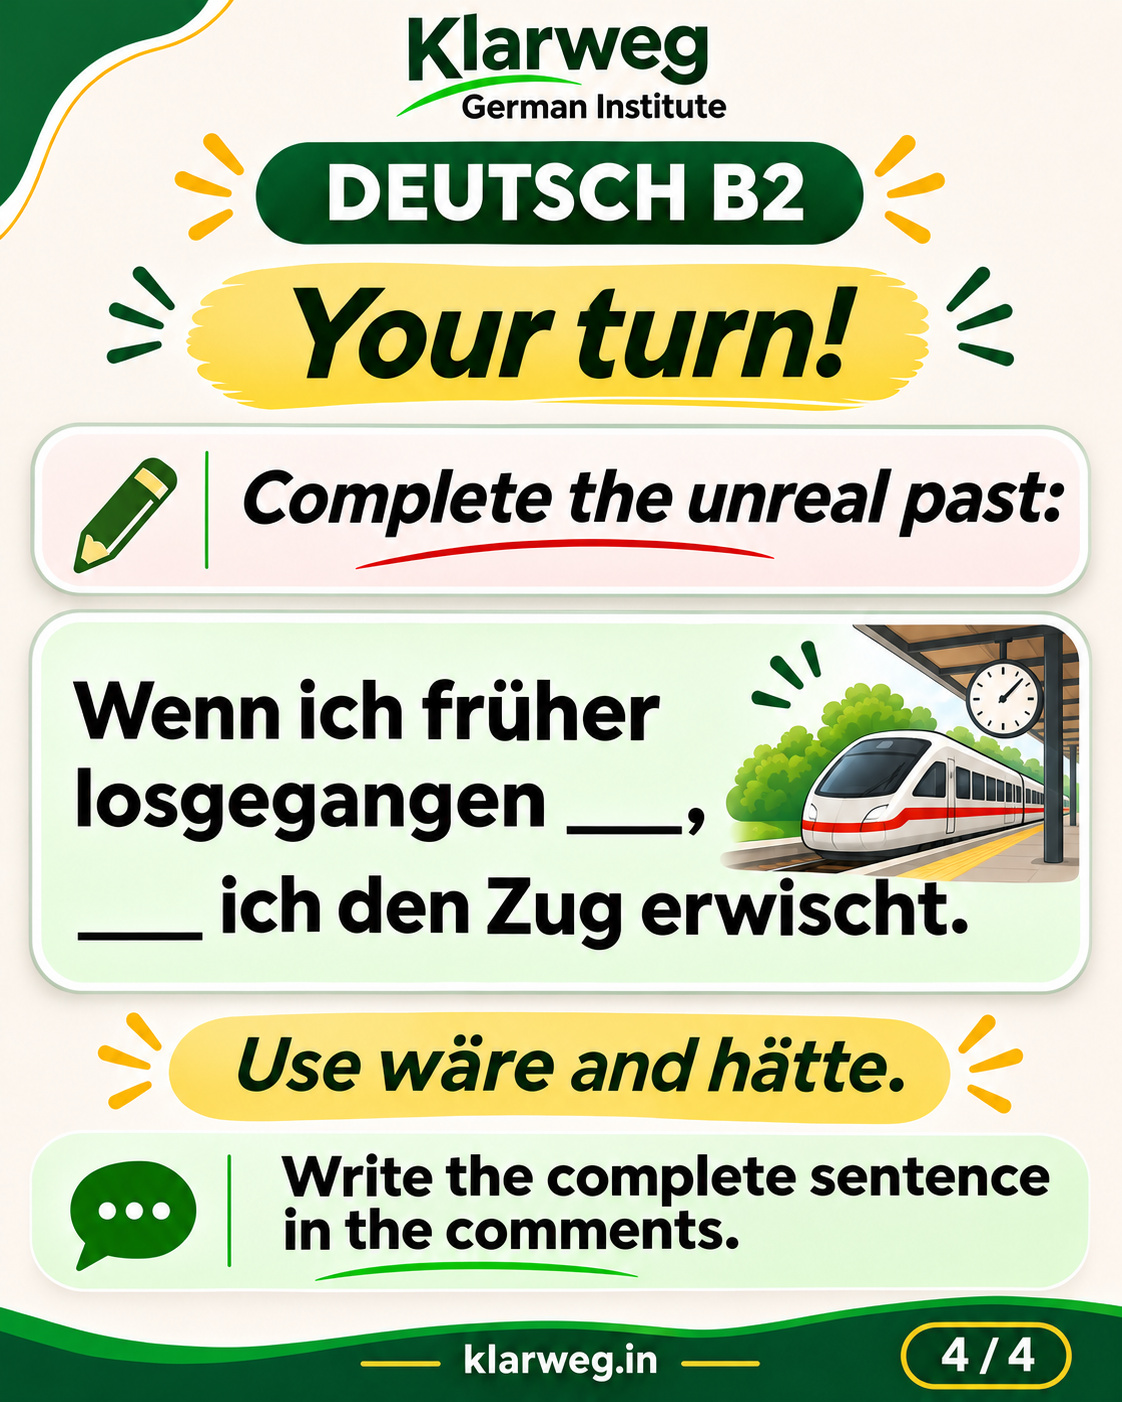 Klarweg
German Institute
DEUTSCH B2
Your turn!
Complete the unreal past:
Wenn ich früher
losgegangen ___,
___ ich den Zug erwischt.
Use wäre and hätte.
Write the complete sentence
in the comments.
klarweg.in
4 / 4